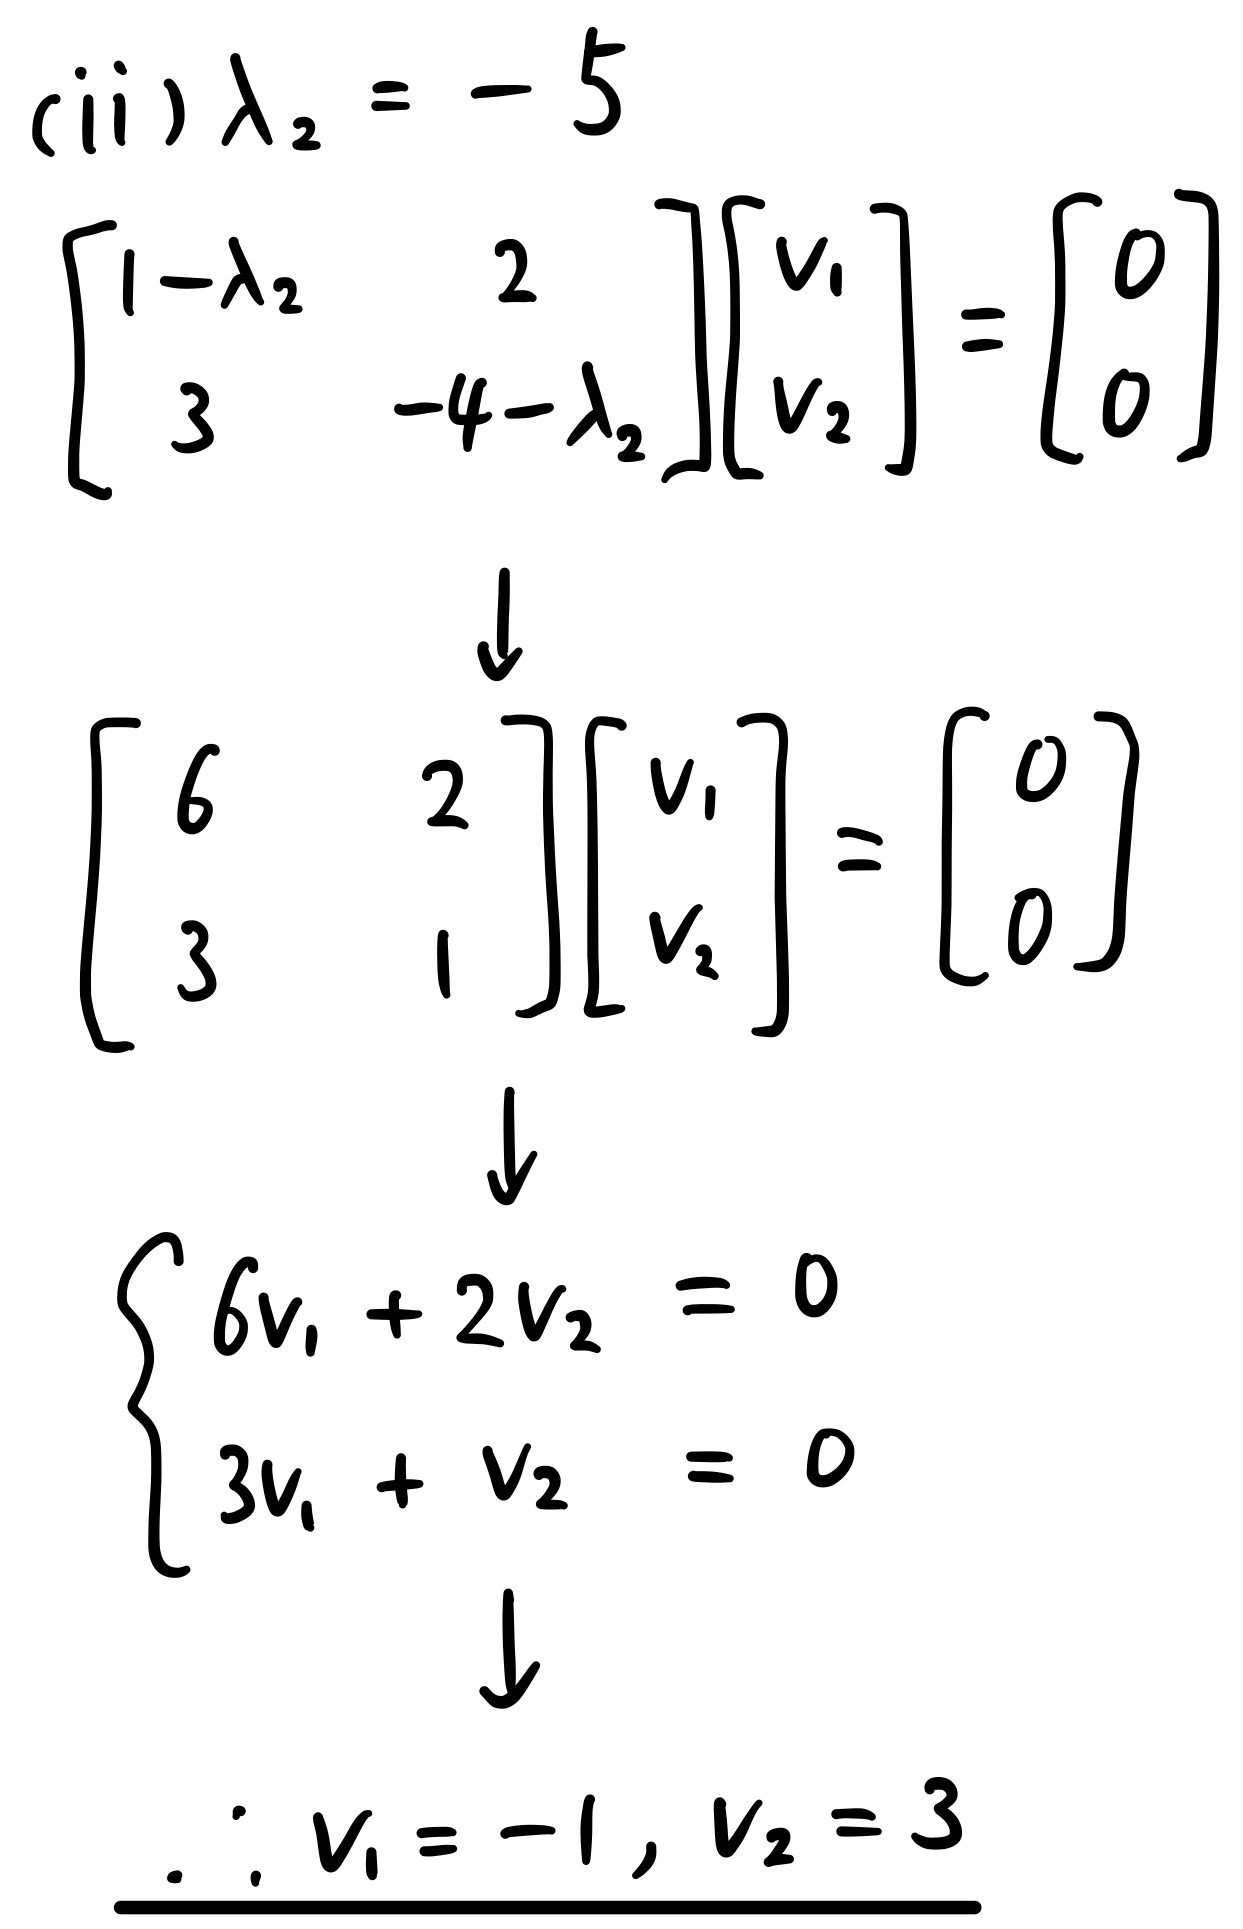 (ii) λ₂ = - 5
[1-λ₂ 2
3 -4-λ₂] [v₁
v₂] = [0
0]
↓
[6 2
3 1] [v₁
v₂] = [0
0]
↓
{6v₁ + 2v₂ = 0
3v₁ + v₂ = 0
↓
∴ v₁ = -1, v₂ = 3